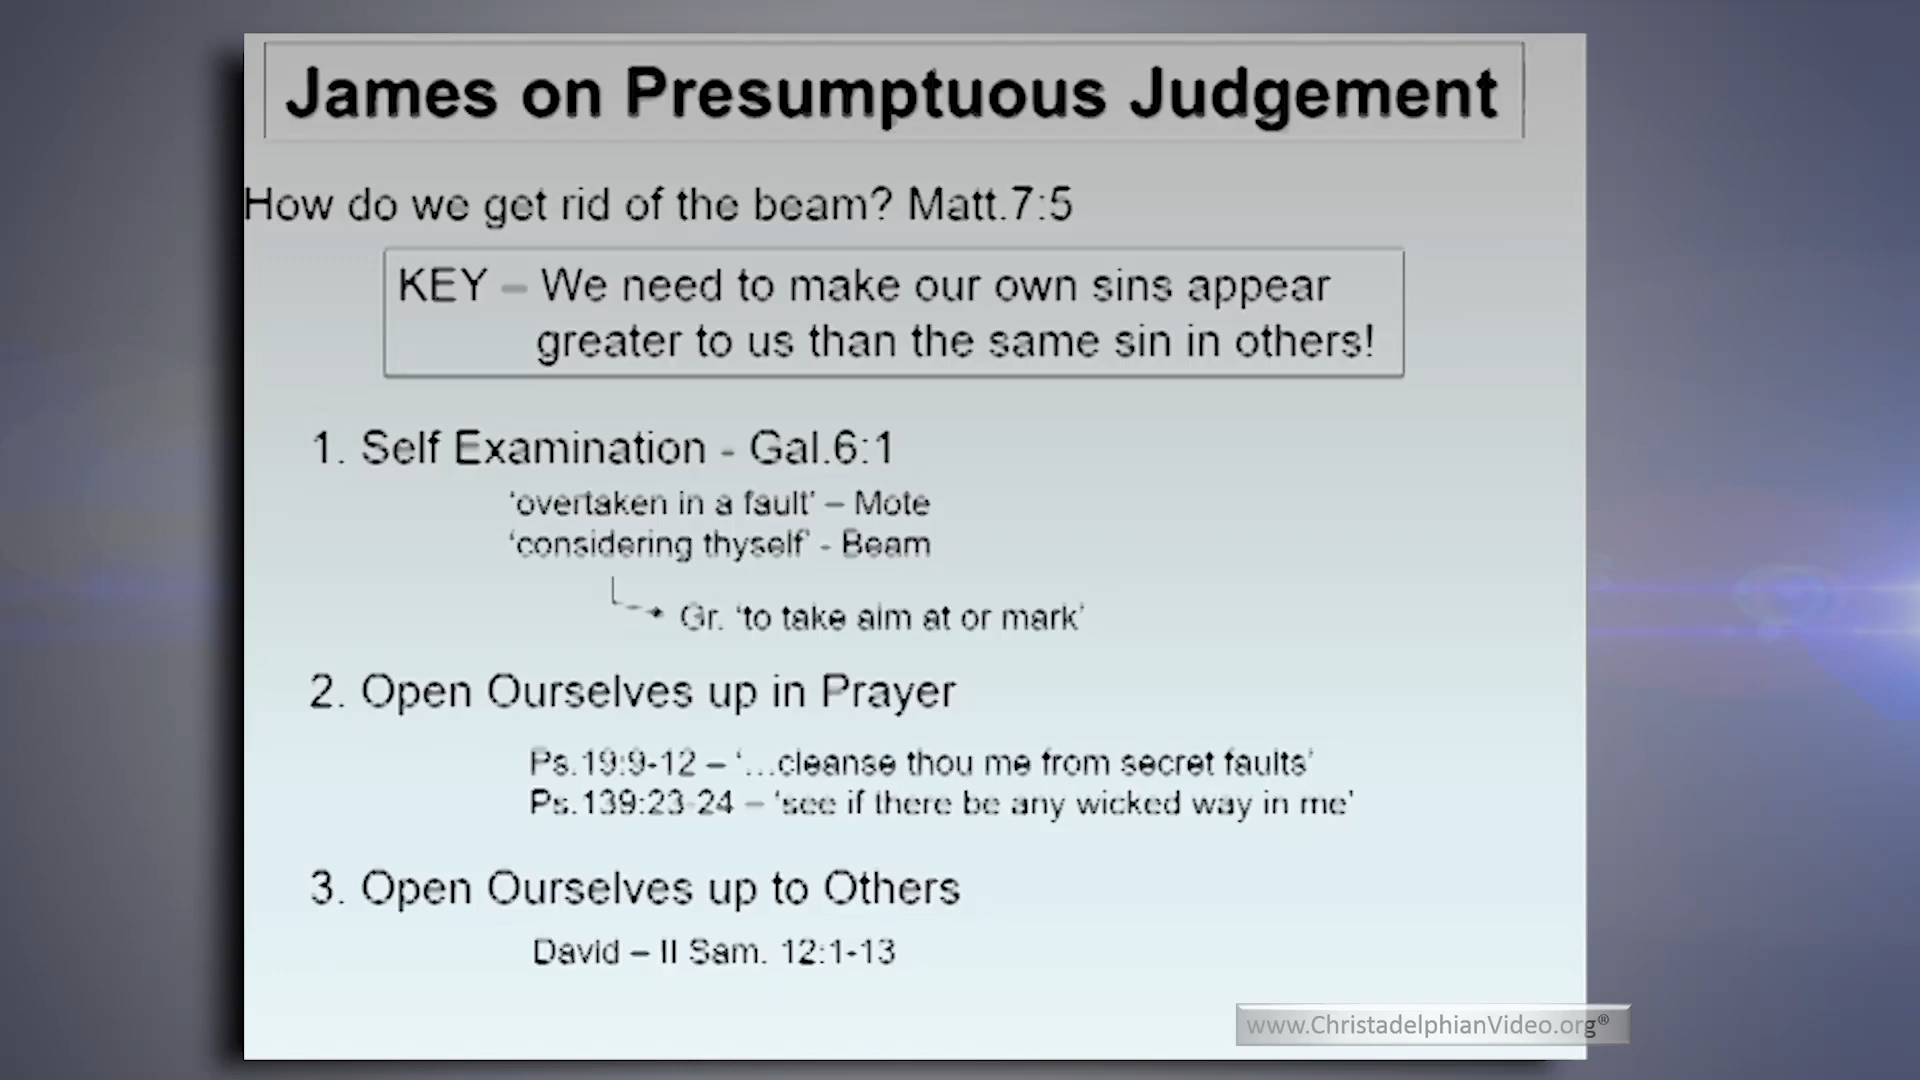 James on Presumptuous Judgement
How do we get rid of the beam? Matt.7:5
KEY – We need to make our own sins appear
greater to us than the same sin in others!
1. Self Examination - Gal.6:1
‘overtaken in a fault’ – Mote
‘considering thyself’ - Beam
Gr. ‘to take aim at or mark’
2. Open Ourselves up in Prayer
Ps.19:9-12 – ‘…cleanse thou me from secret faults’
Ps.139:23-24 – ‘see if there be any wicked way in me’
3. Open Ourselves up to Others
David – II Sam. 12:1-13
www.ChristadelphianVideo.org®